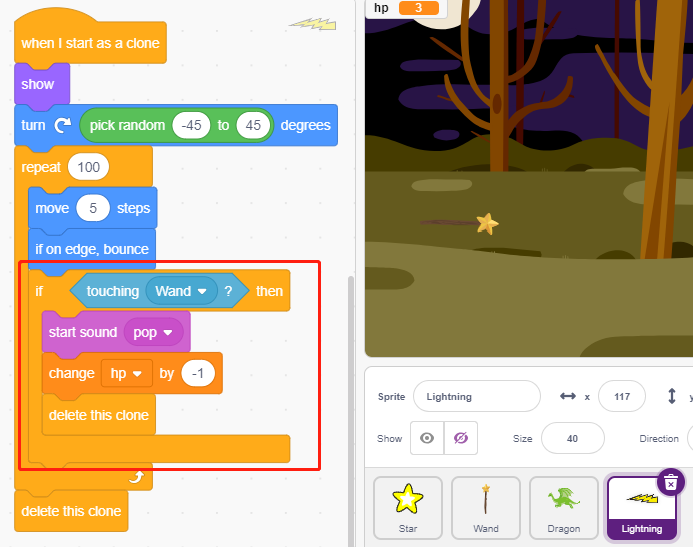 when I start as a clone
show
turn pick random -45 to 45 degrees
repeat 100
move 5 steps
if on edge, bounce
if touching Wand ? then
start sound pop
change hp by -1
delete this clone
delete this clone
hp 3
Sprite Lightning x 117 y
Show Size 40 Direction
Star Wand Dragon Lightning